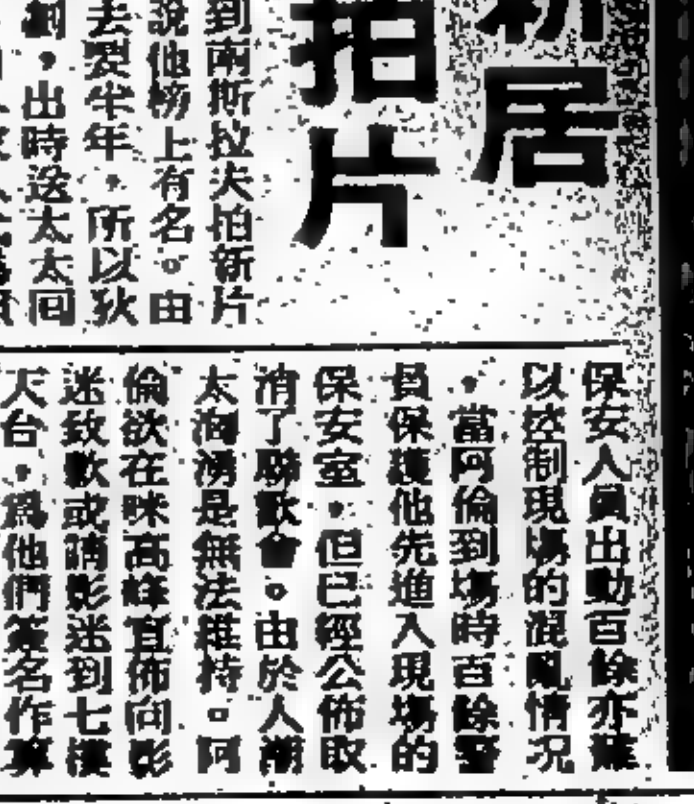 新居
拍片
到南斯拉夫拍新片
說他榜上有名。由
去要半年，所以狄
，出時送太太回
保安人員出動百餘亦難
以控制現場的混亂情況
，當阿倫到場時百餘警
員保護他先進入現場的
保安室，但已經公佈取
消了聯歡會。由於人潮
太洶湧是無法維持。阿
倫欲在咪高峰宣佈向影
迷致歉或請影迷到七樓
天台，為他們簽名作算